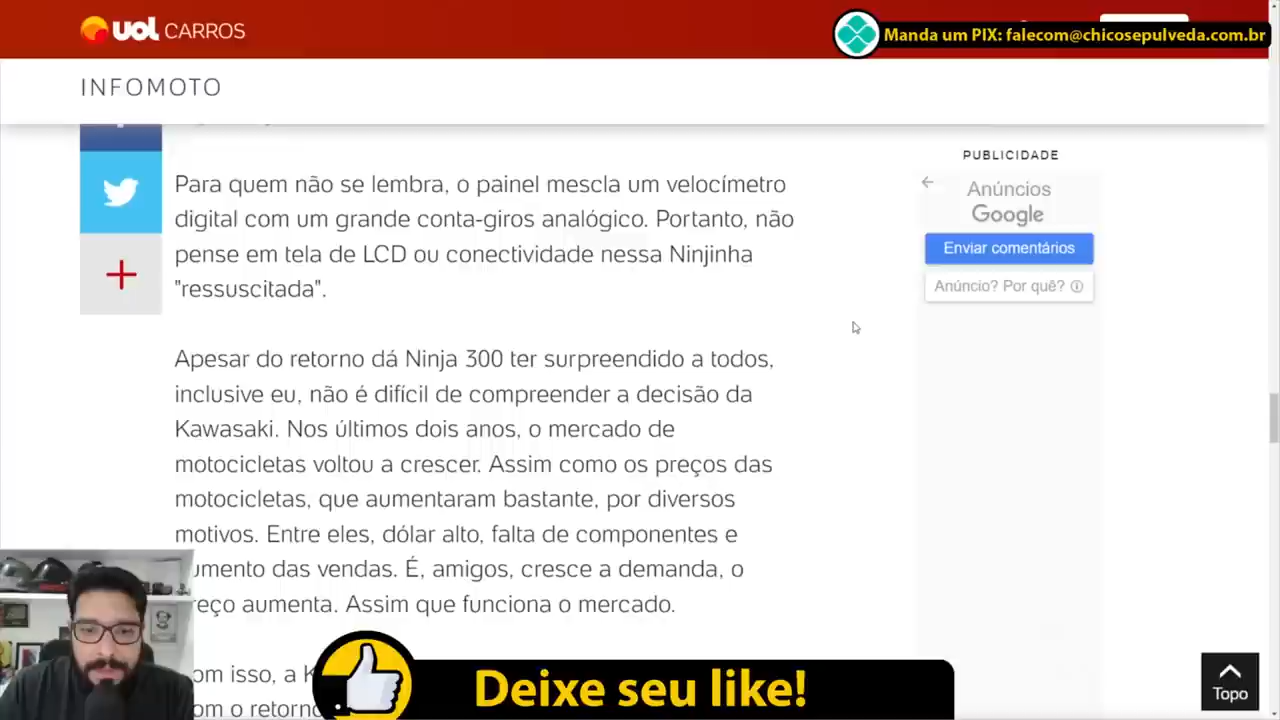 uol CARROS
Manda um PIX: falecom@chicosepulveda.com.br
INFOMOTO
PUBLICIDADE
Anúncios
Google
Enviar comentários
Anúncio? Por quê?
Para quem não se lembra, o painel mescla um velocímetro
digital com um grande conta-giros analógico. Portanto, não
pense em tela de LCD ou conectividade nessa Ninjinha
"ressuscitada".
Apesar do retorno dá Ninja 300 ter surpreendido a todos,
inclusive eu, não é difícil de compreender a decisão da
Kawasaki. Nos últimos dois anos, o mercado de
motocicletas voltou a crescer. Assim como os preços das
motocicletas, que aumentaram bastante, por diversos
motivos. Entre eles, dólar alto, falta de componentes e
umento das vendas. É, amigos, cresce a demanda, o
reço aumenta. Assim que funciona o mercado.
om isso, a K
om o retorno
Deixe seu like!
Topo